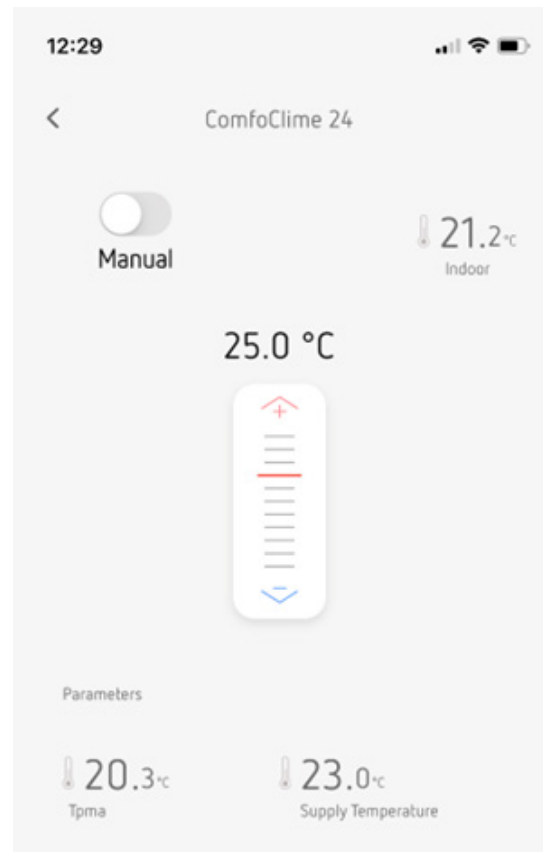 12:29
ComfoClime 24
Manual
21.2 °C
Indoor
25.0 °C
Parameters
20.3 °C
Tpma
23.0 °C
Supply Temperature